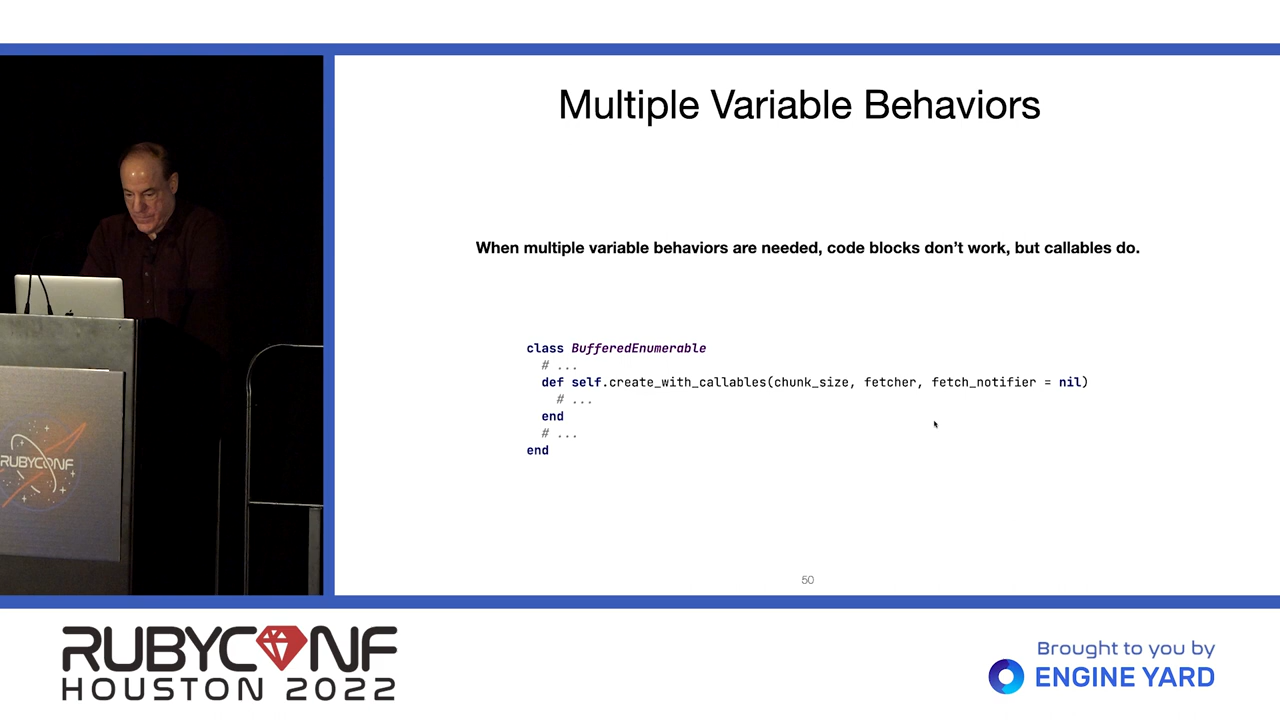 Multiple Variable Behaviors
When multiple variable behaviors are needed, code blocks don't work, but callables do.
class BufferedEnumerable
# ...
def self.create_with_callables(chunk_size, fetcher, fetch_notifier = nil)
# ...
end
# ...
end
50
RUBYCONF
RUBYCONF
HOUSTON 2022
Brought to you by
ENGINE YARD